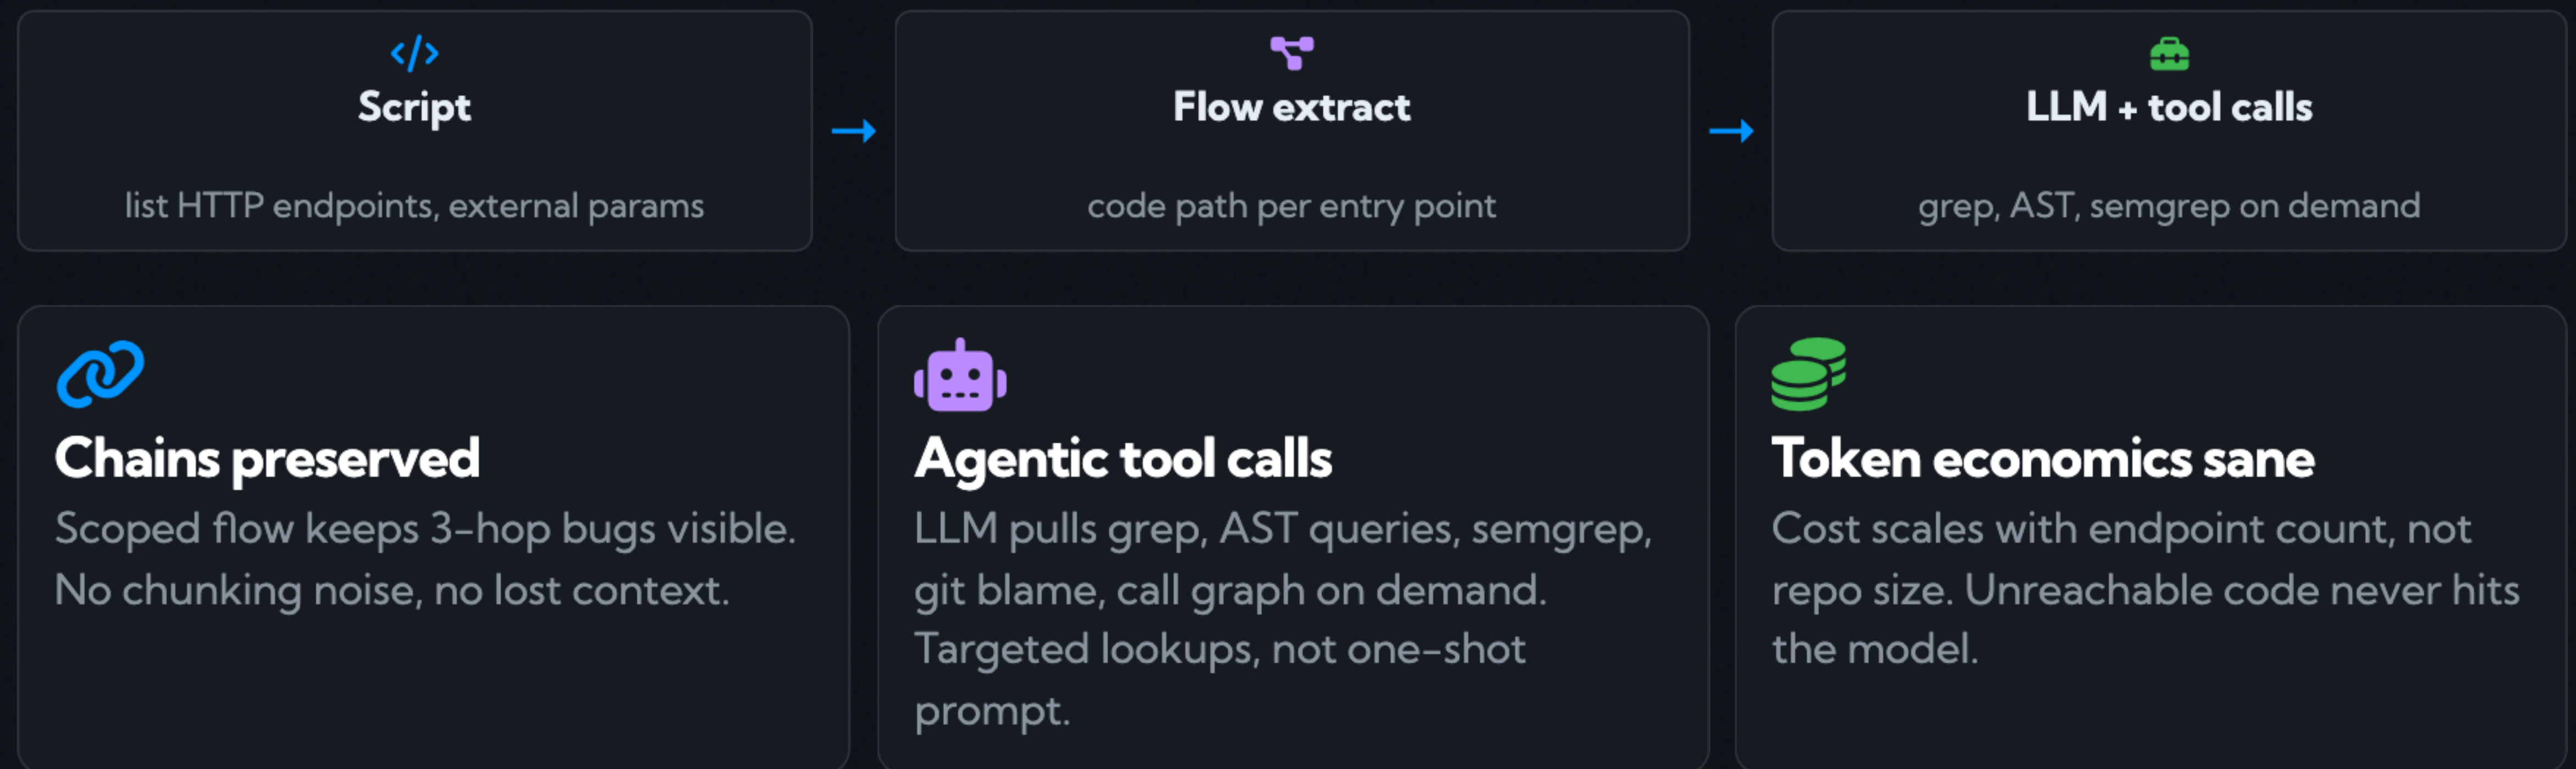 Script
list HTTP endpoints, external params
Flow extract
code path per entry point
LLM + tool calls
grep, AST, semgrep on demand
Chains preserved
Scoped flow keeps 3-hop bugs visible.
No chunking noise, no lost context.
Agentic tool calls
LLM pulls grep, AST queries, semgrep,
git blame, call graph on demand.
Targeted lookups, not one-shot
prompt.
Token economics sane
Cost scales with endpoint count, not
repo size. Unreachable code never hits
the model.